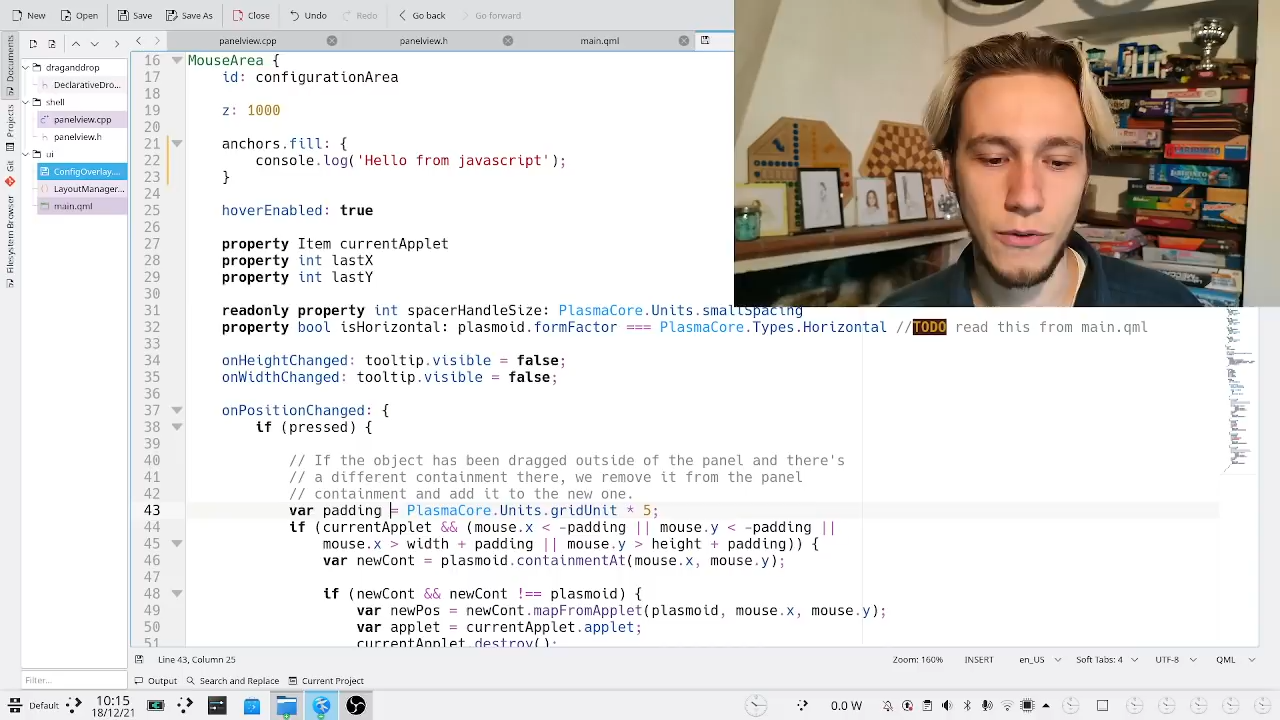 New Open... Save Save As Close Undo Redo Go back Go forward
panelview.cpp panelview.h main.qml
Documents
Project
Filesystem Browser
draganddrop
DeclarativeDro...
shell
panelview.cpp
panelview.h
ui
ConfigOverlay....
LayoutManager...
main.qml
Filter...
16 MouseArea {
17 id: configurationArea
18
19 z: 1000
20
21 anchors.fill: {
22 console.log('Hello from javascript');
23 }
24
25 hoverEnabled: true
26
27 property Item currentApplet
28 property int lastX
29 property int lastY
30
31 readonly property int spacerHandleSize: PlasmaCore.Units.smallSpacing
32 property bool isHorizontal: plasmoid.formFactor === PlasmaCore.Types.Horizontal //TODO read this from main.qml
34 onHeightChanged: tooltip.visible = false;
35 onWidthChanged: tooltip.visible = false;
36
37 onPositionChanged: {
38 if (pressed) {
39
40 // If the object has been dragged outside of the panel and there's
41 // a different containment there, we remove it from the panel
42 // containment and add it to the new one.
43 var padding = PlasmaCore.Units.gridUnit * 5;
44 if (currentApplet && (mouse.x < -padding || mouse.y < -padding ||
45 mouse.x > width + padding || mouse.y > height + padding)) {
46 var newCont = plasmoid.containmentAt(mouse.x, mouse.y);
47
48 if (newCont && newCont !== plasmoid) {
49 var newPos = newCont.mapFromApplet(plasmoid, mouse.x, mouse.y);
50 var applet = currentApplet.applet;
51 currentApplet.destroy();
Line 43, Column 25 Zoom: 160% INSERT en_US Soft Tabs: 4 UTF-8 QML
Output Search and Replace Current Project
Default 10:15 0.0 W
18/12/21